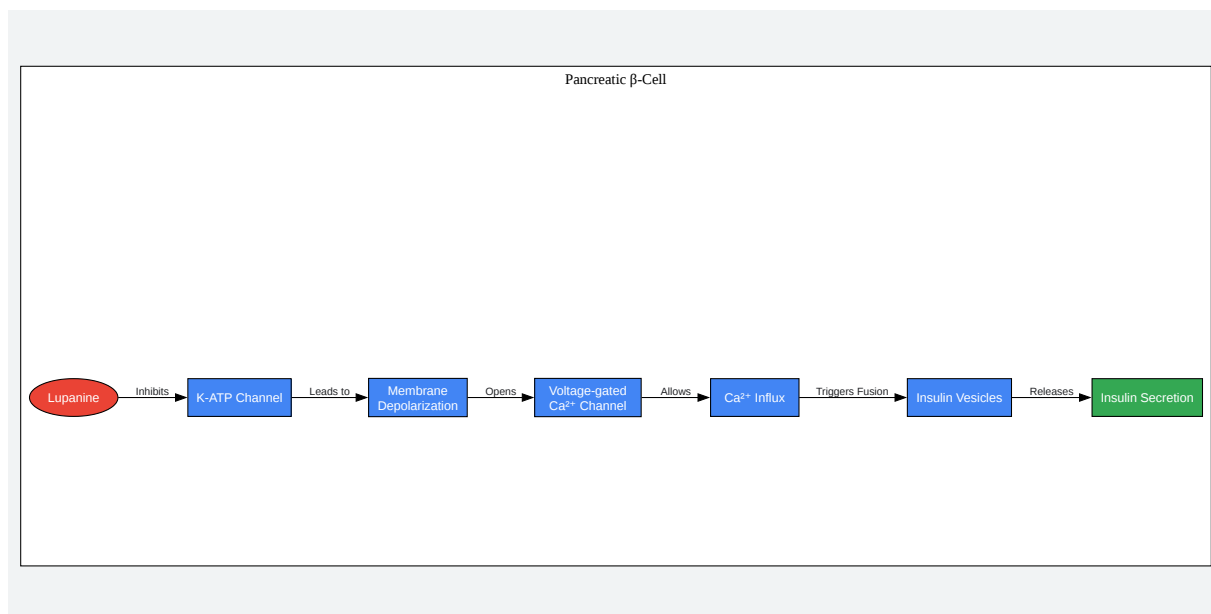 Pancreatic β-Cell
Lupanine
Inhibits
K-ATP Channel
Leads to
Membrane
Depolarization
Opens
Voltage-gated
Ca²⁺ Channel
Allows
Ca²⁺ Influx
Triggers Fusion
Insulin Vesicles
Releases
Insulin Secretion